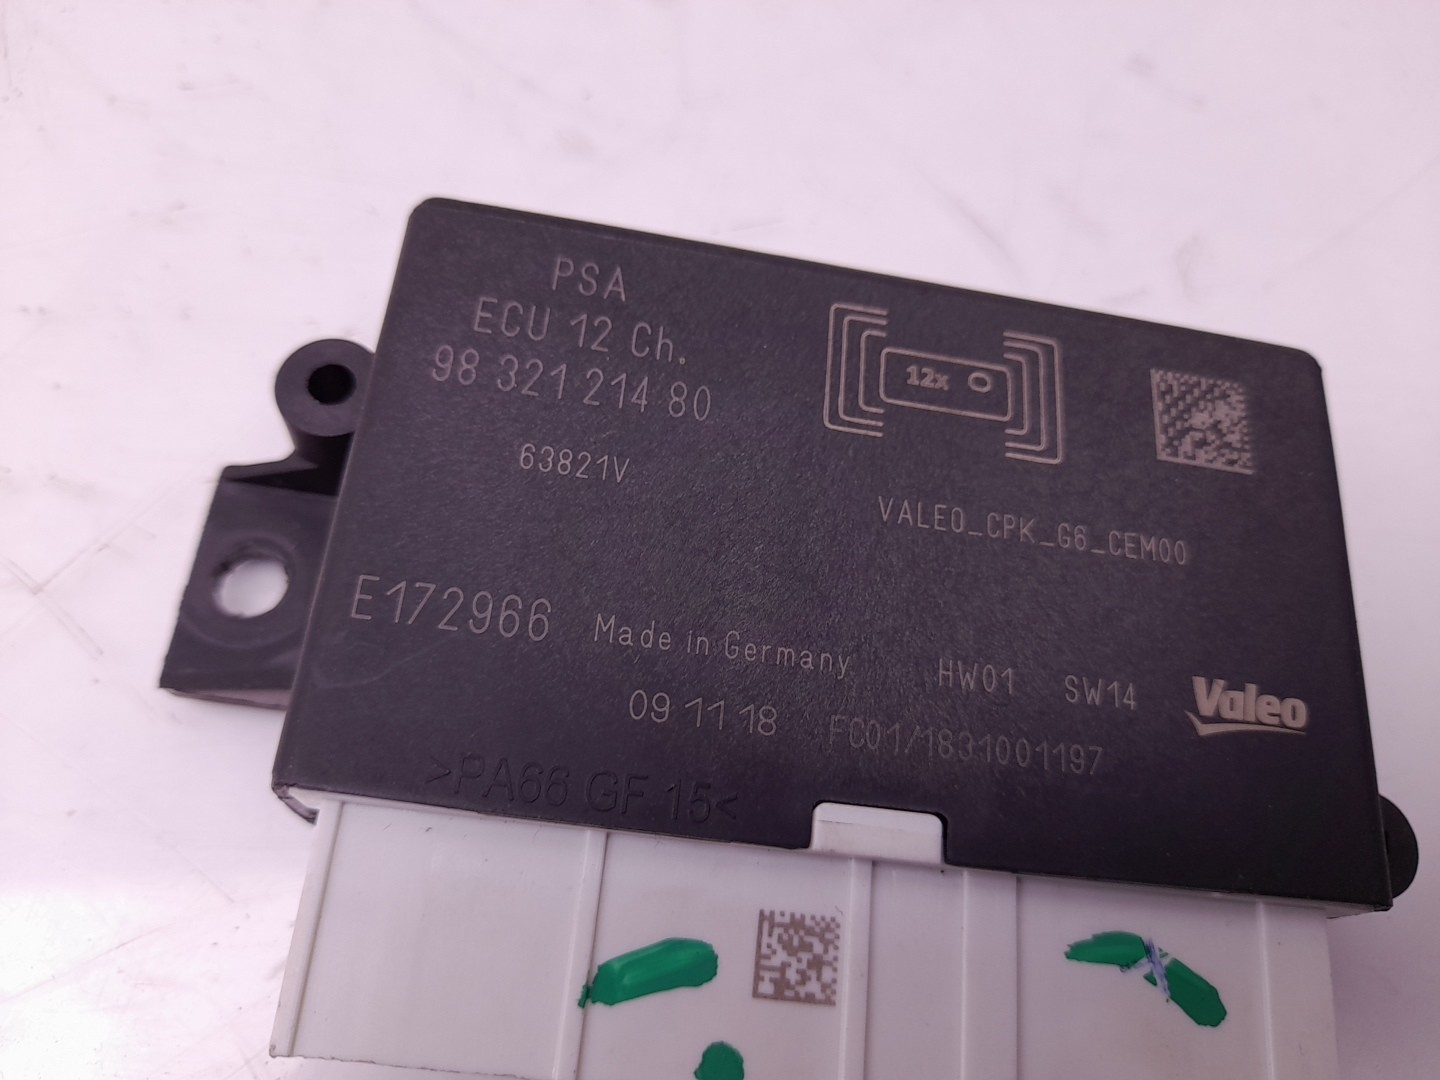 PSA
ECU 12 Ch.
98 321 214 80
12x
63821V
VALEO_CPK_G6_CEM00
E172966
Made in Germany
HW01 SW14
Valeo
09 11 18
FC01/1831001197
>PA66 GF 15<